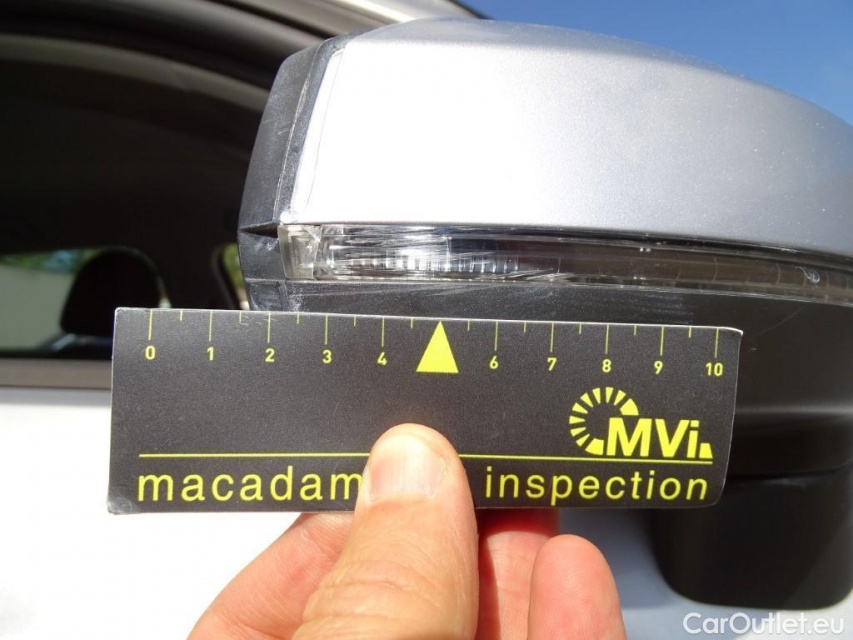 0 1 2 3 4 6 7 8 9 10
MVi
macadam inspection
CarOutlet.eu